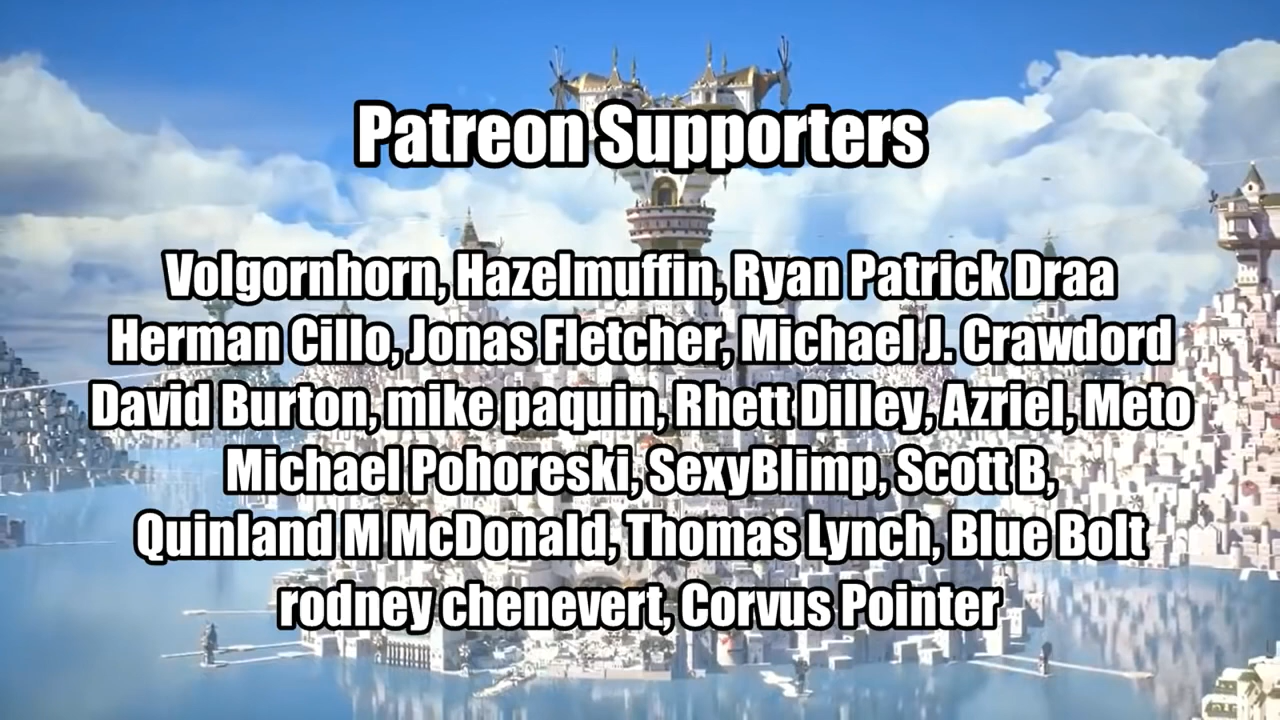 Patreon Supporters
Volgornhorn, Hazelmuffin, Ryan Patrick Draa
Herman Cillo, Jonas Fletcher, Michael J. Crawdord
David Burton, mike paquin, Rhett Dilley, Azriel, Meto
Michael Pohoreski, SexyBlimp, Scott B,
Quinland M McDonald, Thomas Lynch, Blue Bolt
rodney chenevert, Corvus Pointer